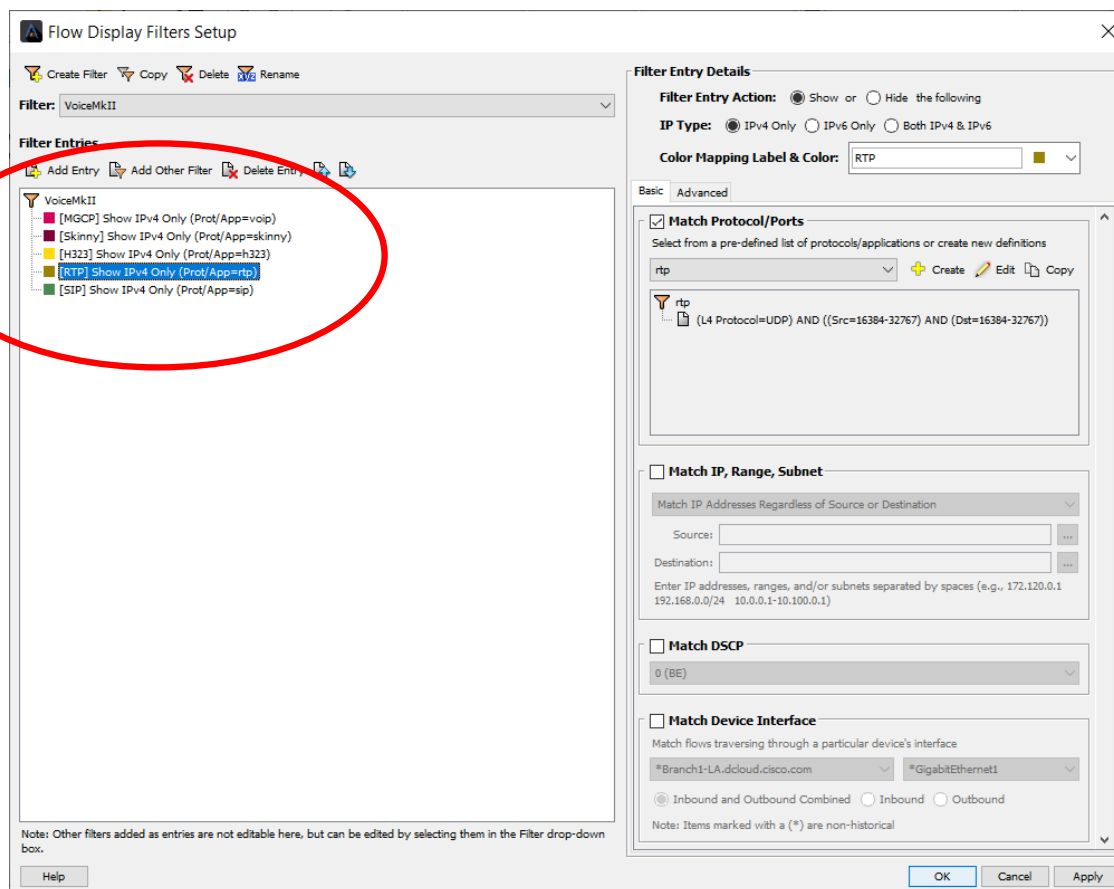 Flow Display Filters Setup
Create Filter Copy Delete Rename
Filter: VoiceMkII
Filter Entries
Add Entry Add Other Filter Delete Entry
VoiceMkII
[MGCP] Show IPv4 Only (Prot/App=voip)
[Skinny] Show IPv4 Only (Prot/App=skinny)
[H323] Show IPv4 Only (Prot/App=h323)
[RTP] Show IPv4 Only (Prot/App=rtp)
[SIP] Show IPv4 Only (Prot/App=sip)
Note: Other filters added as entries are not editable here, but can be edited by selecting them in the Filter drop-down
box.
Help
Filter Entry Details
Filter Entry Action: Show or Hide the following
IP Type: IPv4 Only IPv6 Only Both IPv4 & IPv6
Color Mapping Label & Color: RTP
Basic Advanced
Match Protocol/Ports
Select from a pre-defined list of protocols/applications or create new definitions
rtp Create Edit Copy
rtp
(L4 Protocol=UDP) AND ((Src=16384-32767) AND (Dst=16384-32767))
Match IP, Range, Subnet
Match IP Addresses Regardless of Source or Destination
Source: ...
Destination: ...
Enter IP addresses, ranges, and/or subnets separated by spaces (e.g., 172.120.0.1
192.168.0.0/24 10.0.0.1-10.100.0.1)
Match DSCP
0 (BE)
Match Device Interface
Match flows traversing through a particular device's interface
*Branch1-LA.dcloud.cisco.com *GigabitEthernet1
Inbound and Outbound Combined Inbound Outbound
Note: Items marked with a (*) are non-historical
OK Cancel Apply